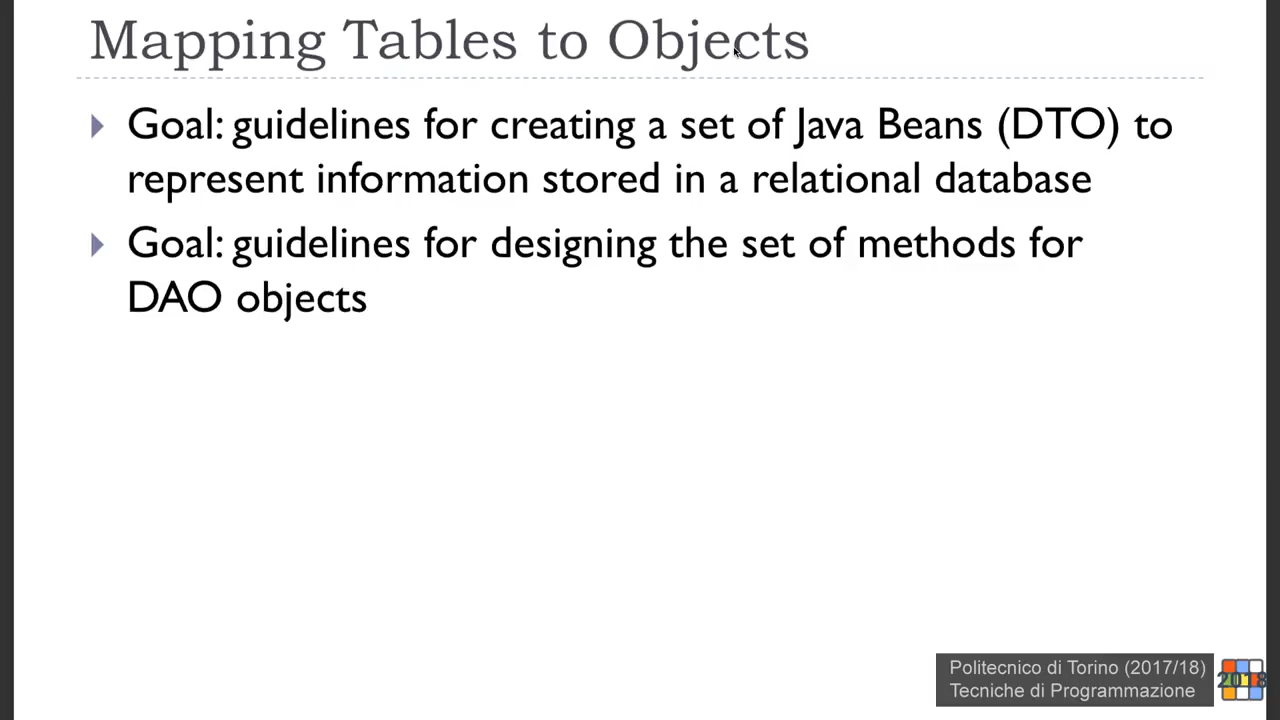 Mapping Tables to Objects
Goal: guidelines for creating a set of Java Beans (DTO) to
represent information stored in a relational database
Goal: guidelines for designing the set of methods for
DAO objects
Politecnico di Torino (2017/18)
Tecniche di Programmazione
2018